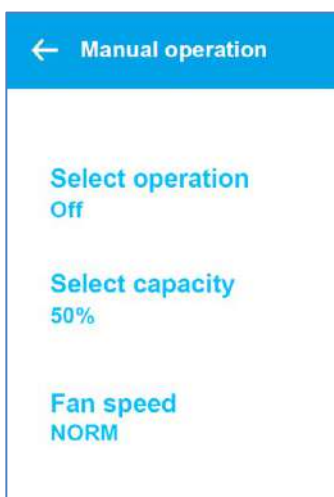 Manual operation
Select operation
Off
Select capacity
50%
Fan speed
NORM